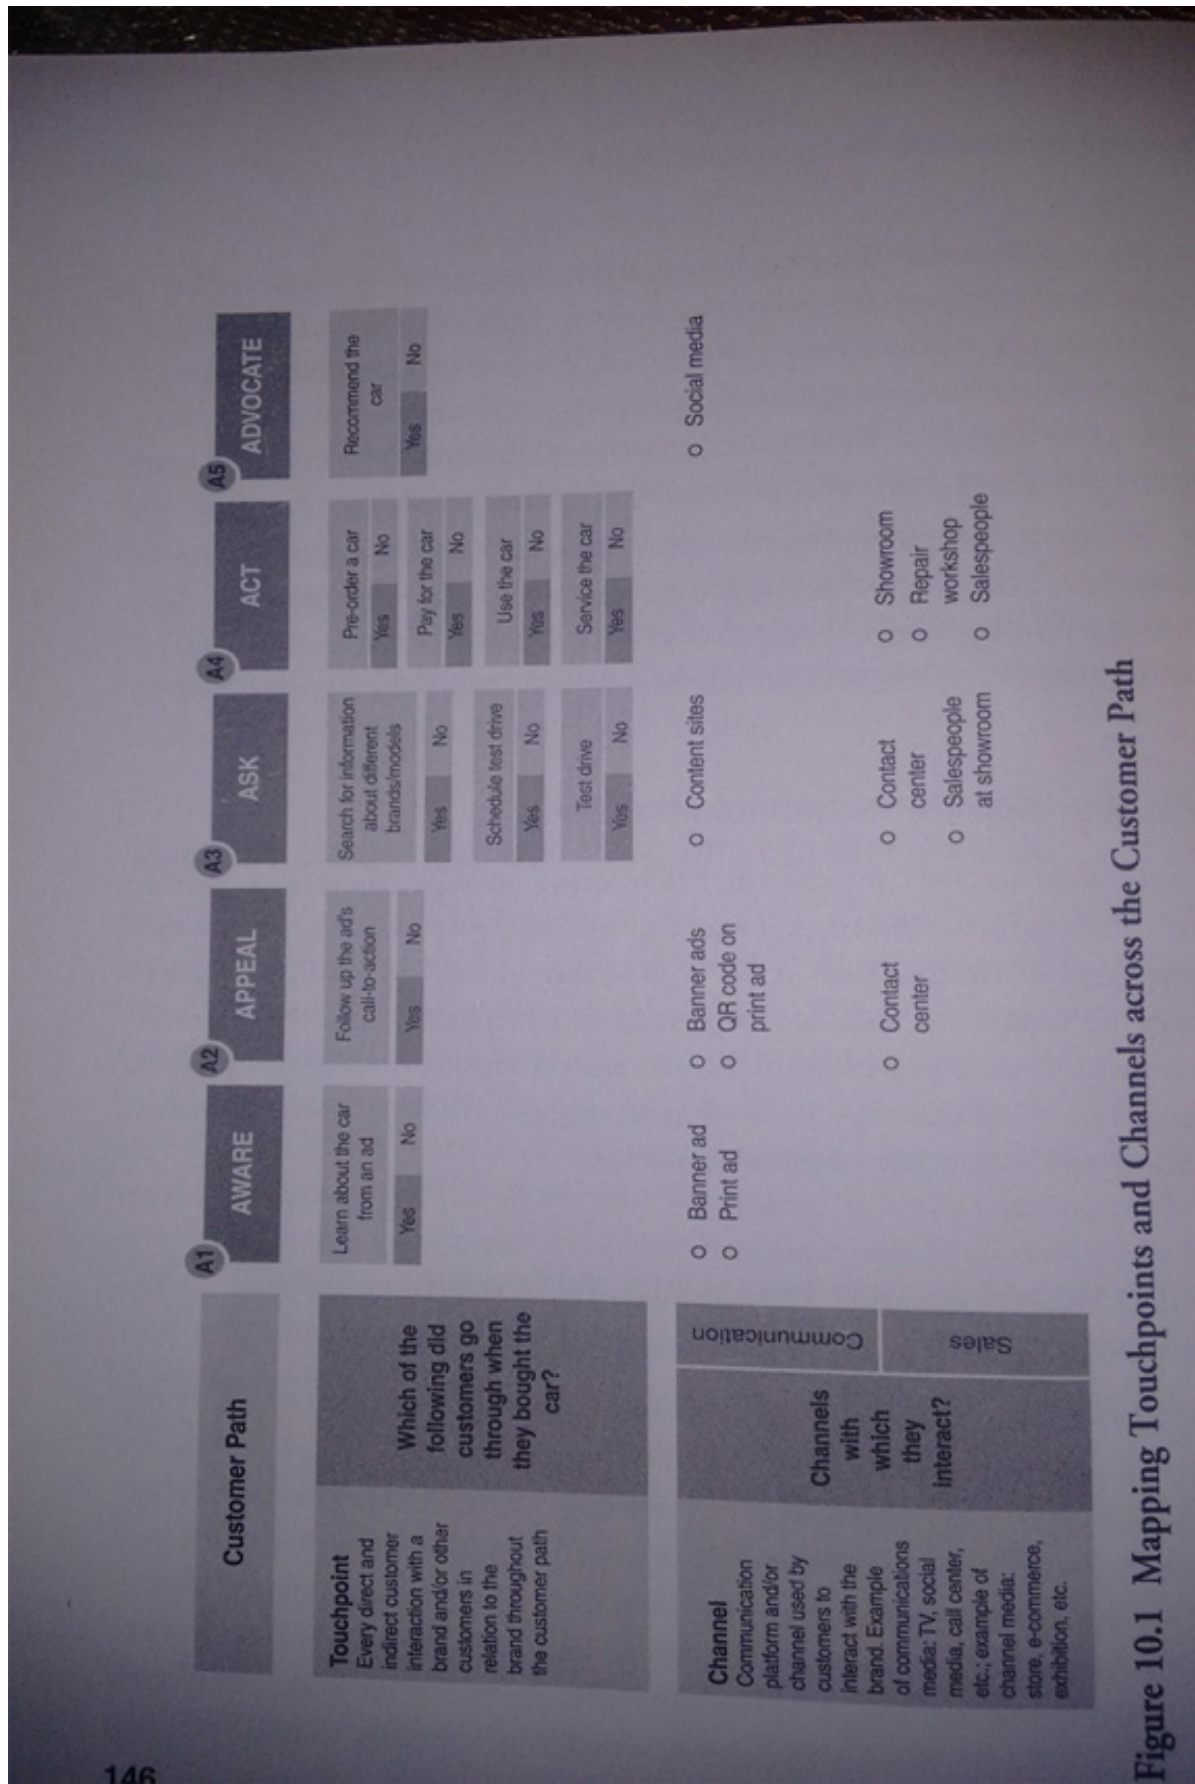 146
Customer Path
A1
AWARE
A2
APPEAL
A3
ASK
A4
ACT
A5
ADVOCATE
Touchpoint
Every direct and
indirect customer
interaction with a
brand and/or other
customers in
relation to the
brand throughout
the customer path
Which of the
following did
customers go
through when
they bought the
car?
Learn about the car
from an ad
Yes No
Follow up the ad's
call-to-action
Yes No
Search for information
about different
brands/models
Yes No
Schedule test drive
Yes No
Test drive
Yes No
Pre-order a car
Yes No
Pay for the car
Yes No
Use the car
Yes No
Service the car
Yes No
Recommend the
car
Yes No
Channel
Communication
platform and/or
channel used by
customers to
interact with the
brand. Example
of communications
media: TV, social
media, call center,
etc.; example of
channel media:
store, e-commerce,
exhibition, etc.
Channels
with
which
they
interact?
Communication
o Banner ad
o Print ad
o Banner ads
o QR code on
print ad
o Content sites
o Social media
Sales
o Contact
center
o Contact
center
o Salespeople
at showroom
o Showroom
o Repair
workshop
o Salespeople
Figure 10.1 Mapping Touchpoints and Channels across the Customer Path